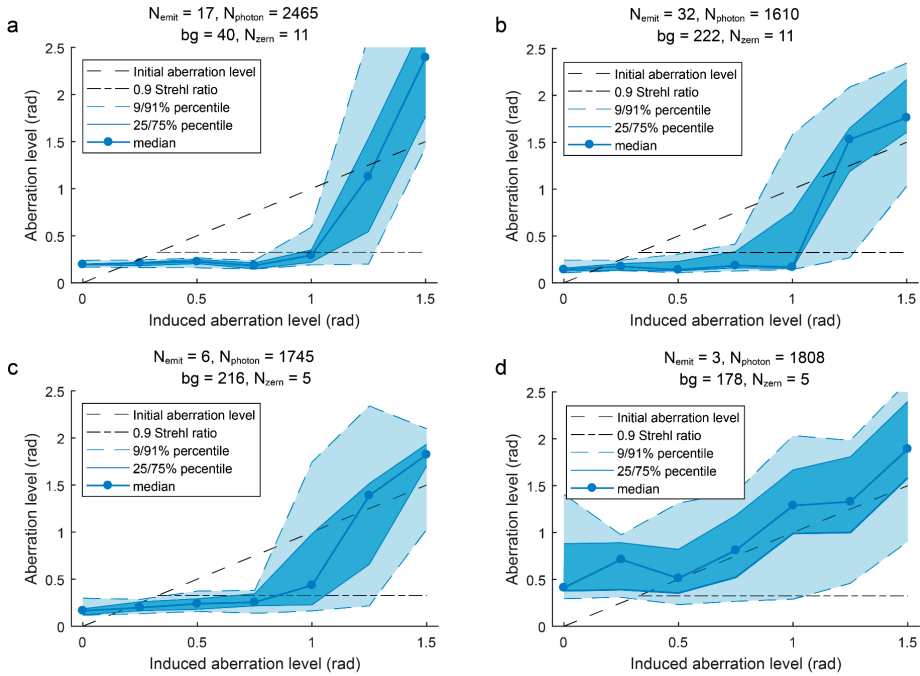 a
N_emit = 17, N_photon = 2465
bg = 40, N_zern = 11
Aberration level (rad)
2.5
2
1.5
1
0.5
0
Initial aberration level
0.9 Strehl ratio
9/91% percentile
25/75% pecentile
median
0
0.5
1
1.5
Induced aberration level (rad)
b
N_emit = 32, N_photon = 1610
bg = 222, N_zern = 11
Aberration level (rad)
2.5
2
1.5
1
0.5
0
Initial aberration level
0.9 Strehl ratio
9/91% percentile
25/75% pecentile
median
0
0.5
1
1.5
Induced aberration level (rad)
c
N_emit = 6, N_photon = 1745
bg = 216, N_zern = 5
Aberration level (rad)
2.5
2
1.5
1
0.5
0
Initial aberration level
0.9 Strehl ratio
9/91% percentile
25/75% pecentile
median
0
0.5
1
1.5
Induced aberration level (rad)
d
N_emit = 3, N_photon = 1808
bg = 178, N_zern = 5
Aberration level (rad)
2.5
2
1.5
1
0.5
0
Initial aberration level
0.9 Strehl ratio
9/91% percentile
25/75% pecentile
median
0
0.5
1
1.5
Induced aberration level (rad)